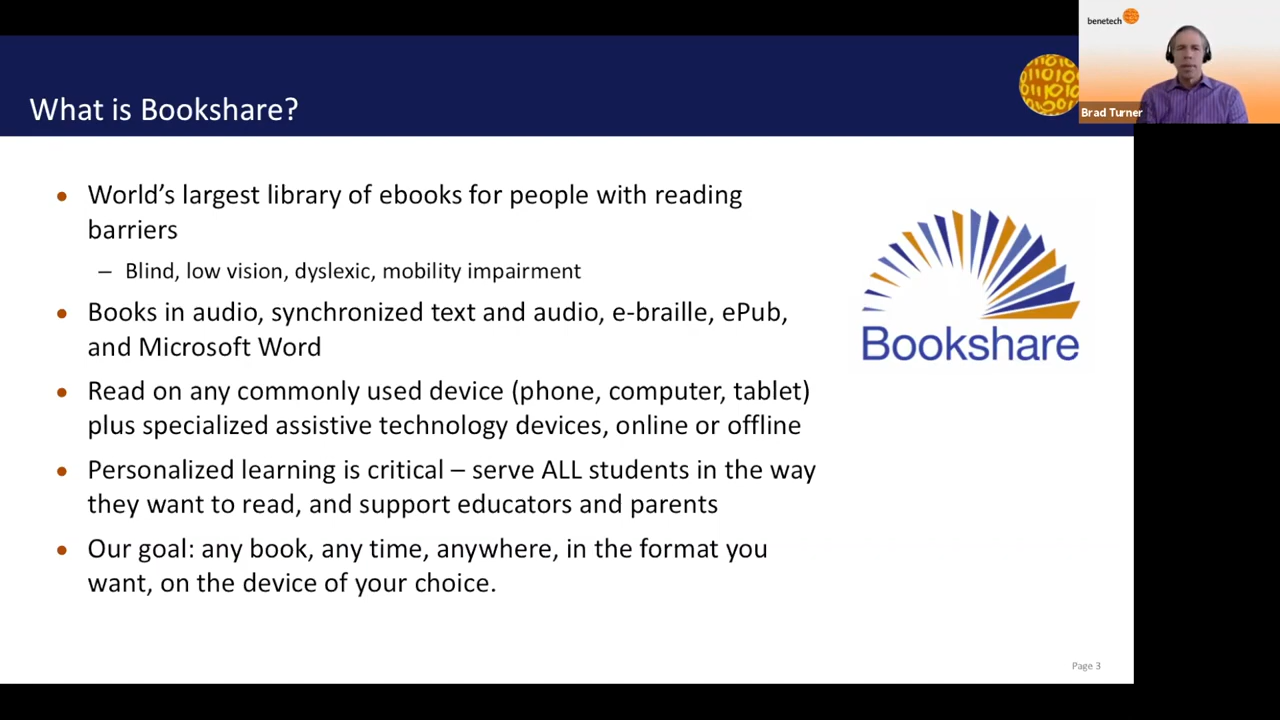 benetech
Brad Turner
What is Bookshare?
• World’s largest library of ebooks for people with reading
barriers
– Blind, low vision, dyslexic, mobility impairment
• Books in audio, synchronized text and audio, e-braille, ePub,
and Microsoft Word
• Read on any commonly used device (phone, computer, tablet)
plus specialized assistive technology devices, online or offline
• Personalized learning is critical – serve ALL students in the way
they want to read, and support educators and parents
• Our goal: any book, any time, anywhere, in the format you
want, on the device of your choice.
Bookshare
Page 3